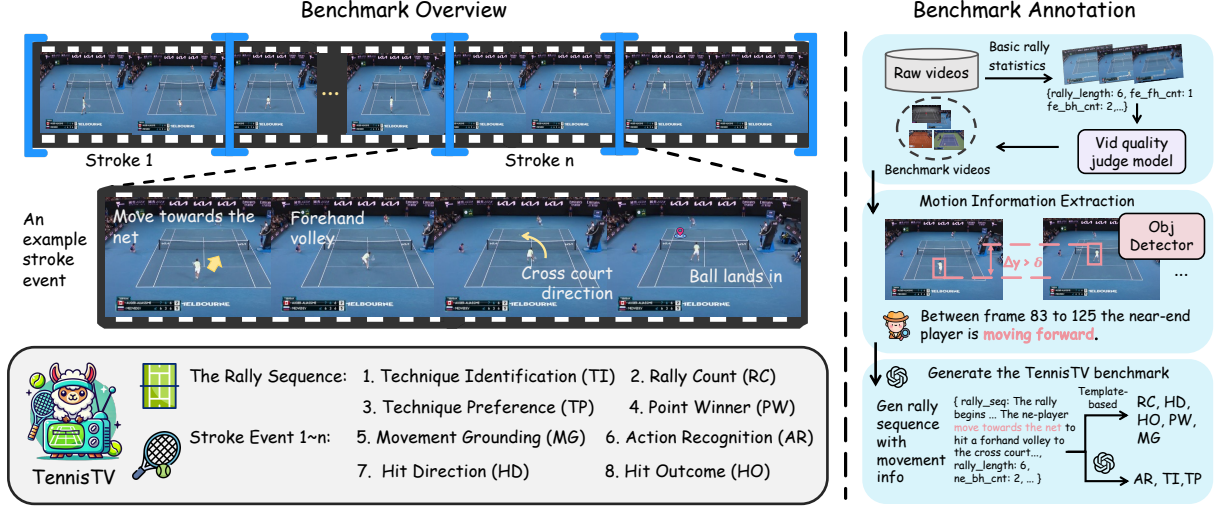 Benchmark Overview
Stroke 1
...
Stroke n
An
example
stroke
event
Move towards the
net
Forehand
volley
Cross court
direction
Ball lands in
MELBOURNE
TennisTV
The Rally Sequence:
1. Technique Identification (TI)
2. Rally Count (RC)
3. Technique Preference (TP)
4. Point Winner (PW)
Stroke Event 1~n:
5. Movement Grounding (MG)
6. Action Recognition (AR)
7. Hit Direction (HD)
8. Hit Outcome (HO)
Benchmark Annotation
Raw videos
Basic rally
statistics
{rally_length: 6, fe_fh_cnt: 1
fe_bh_cnt: 2,...}
Vid quality
judge model
Benchmark videos
Motion Information Extraction
Obj
Detector
Δy > δ
...
Between frame 83 to 125 the near-end
player is moving forward.
Generate the TennisTV benchmark
Gen rally
sequence
with
movement
info
{ rally_seq: The rally
begins ... The ne-player
move towards the net to
hit a forhand volley to
the cross court...,
rally_length: 6,
ne_bh_cnt: 2, ... }
Template-
based
RC, HD,
HO, PW,
MG
AR, TI,TP